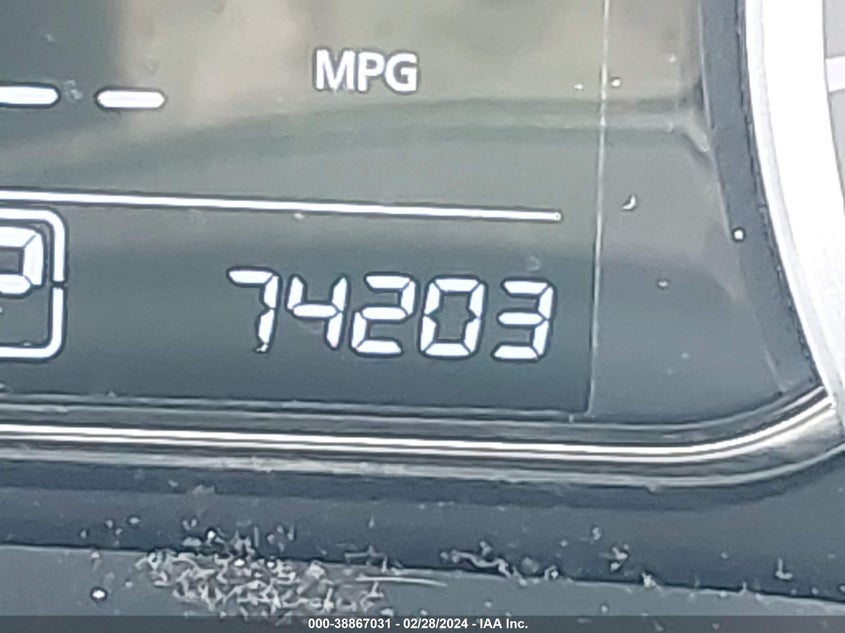 MPG
-- --
P
74203
000-38867031 - 02/28/2024 - IAA Inc.